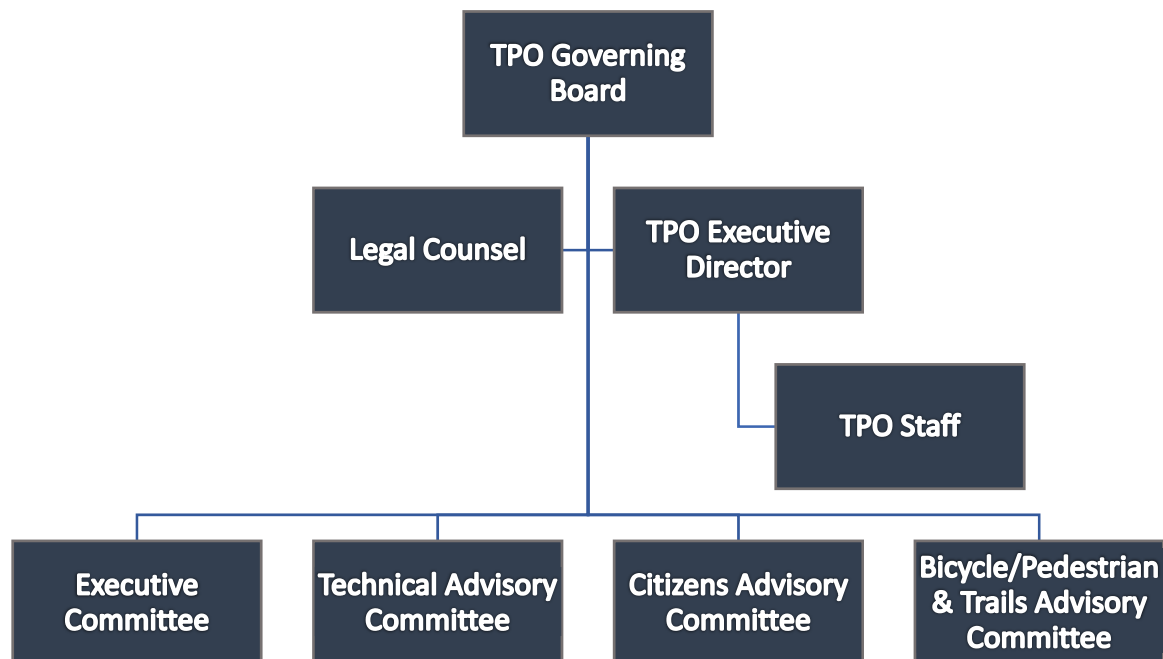 TPO Governing
Board
Legal Counsel
TPO Executive
Director
TPO Staff
Executive
Committee
Technical Advisory
Committee
Citizens Advisory
Committee
Bicycle/Pedestrian
& Trails Advisory
Committee